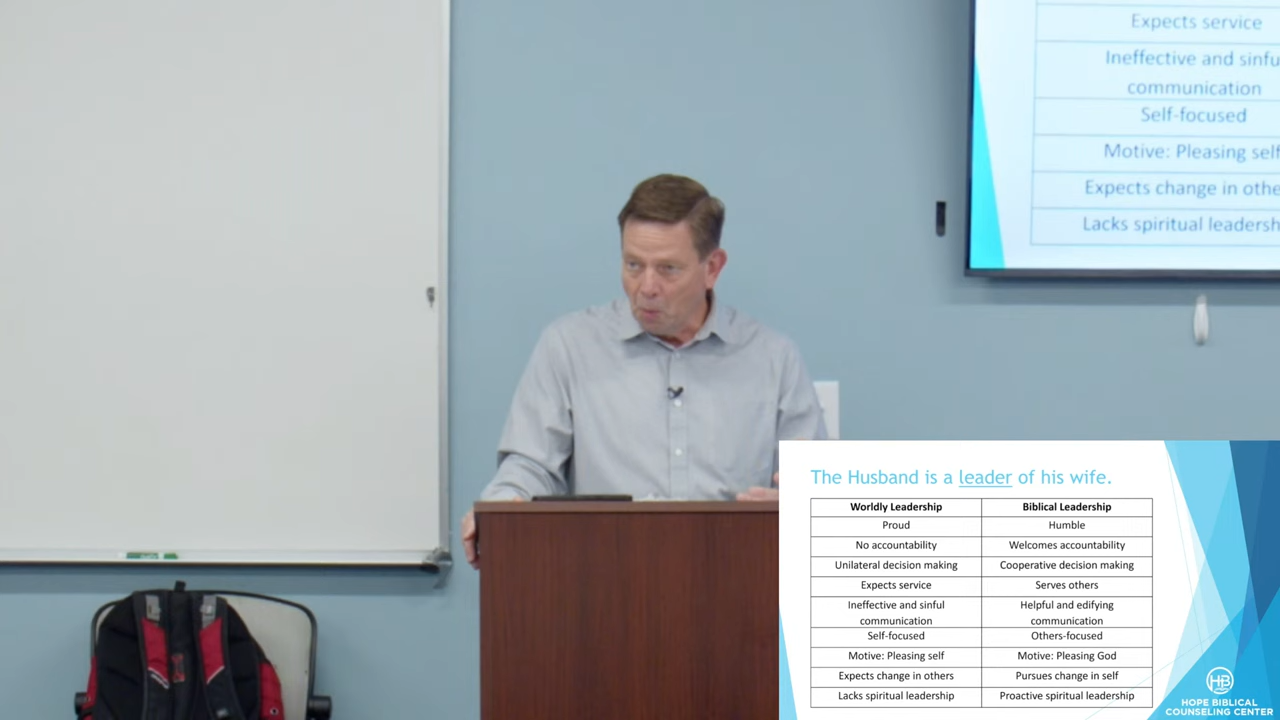 Expects service
Ineffective and sinfu
communication
Self-focused
Motive: Pleasing self
Expects change in othe
Lacks spiritual leadersh
The Husband is a leader of his wife.
Worldly Leadership Biblical Leadership
Proud Humble
No accountability Welcomes accountability
Unilateral decision making Cooperative decision making
Expects service Serves others
Ineffective and sinful Helpful and edifying
communication communication
Self-focused Others-focused
Motive: Pleasing self Motive: Pleasing God
Expects change in others Pursues change in self
Lacks spiritual leadership Proactive spiritual leadership
HB
HOPE BIBLICAL
COUNSELING CENTER